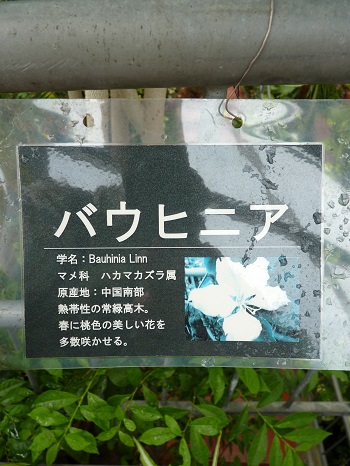 バウヒニア
学名：Bauhinia Linn
マメ科　ハカマカズラ属
原産地：中国南部
熱帯性の常緑高木。
春に桃色の美しい花を
多数咲かせる。